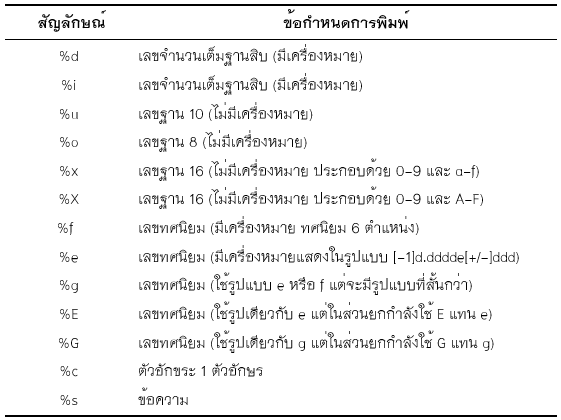 สัญลักษณ์ ข้อกำหนดการพิมพ์
%d เลขจำนวนเต็มฐานสิบ (มีเครื่องหมาย)
%i เลขจำนวนเต็มฐานสิบ (มีเครื่องหมาย)
%u เลขฐาน 10 (ไม่มีเครื่องหมาย)
%o เลขฐาน 8 (ไม่มีเครื่องหมาย)
%x เลขฐาน 16 (ไม่มีเครื่องหมาย ประกอบด้วย 0-9 และ a-f)
%X เลขฐาน 16 (ไม่มีเครื่องหมาย ประกอบด้วย 0-9 และ A-F)
%f เลขทศนิยม (มีเครื่องหมาย ทศนิยม 6 ตำแหน่ง)
%e เลขทศนิยม (มีเครื่องหมายแสดงในรูปแบบ [-1]d.dddde[+/-]ddd)
%g เลขทศนิยม (ใช้รูปแบบ e หรือ f แต่จะมีรูปแบบที่สั้นกว่า)
%E เลขทศนิยม (ใช้รูปเดียวกับ e แต่ในส่วนยกกำลังใช้ E แทน e)
%G เลขทศนิยม (ใช้รูปเดียวกับ g แต่ในส่วนยกกำลังใช้ G แทน g)
%c ตัวอักขระ 1 ตัวอักษร
%s ข้อความ